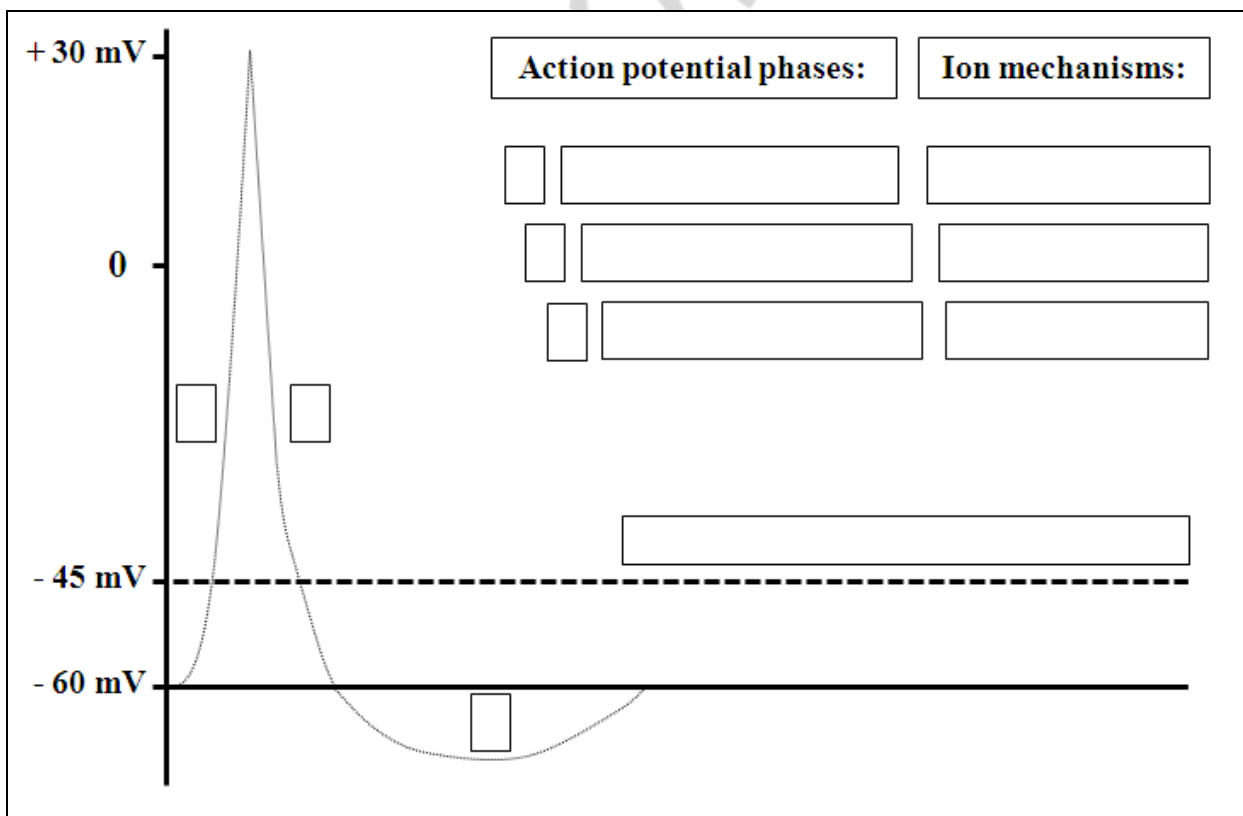 + 30 mV
Action potential phases:
Ion mechanisms:
0
- 45 mV
- 60 mV